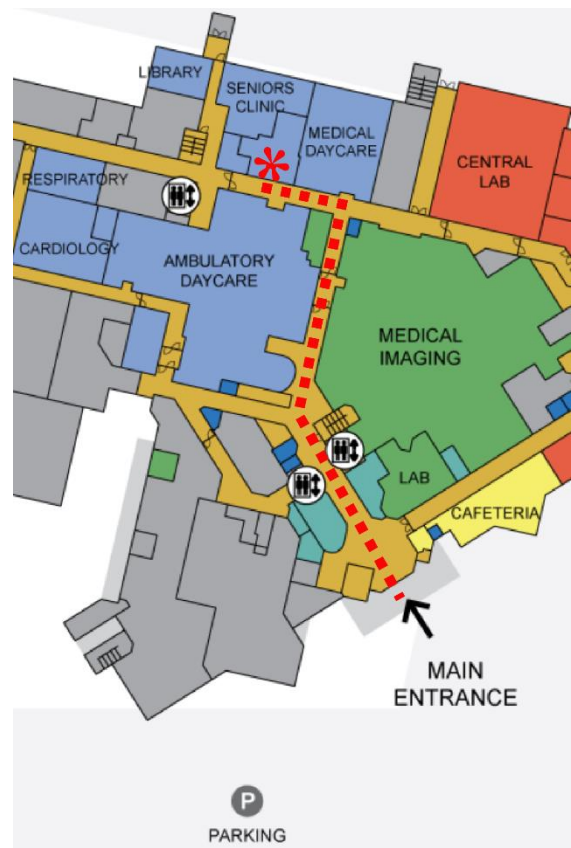 LIBRARY
SENIORS
CLINIC
MEDICAL
DAYCARE
CENTRAL
LAB
RESPIRATORY
CARDIOLOGY
AMBULATORY
DAYCARE
MEDICAL
IMAGING
LAB
CAFETERIA
MAIN
ENTRANCE
P
PARKING